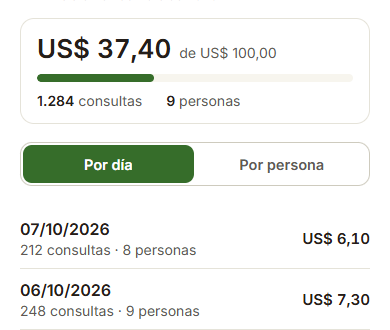 US$ 37,40 de US$ 100,00
1.284 consultas 9 personas
Por día Por persona
07/10/2026
212 consultas · 8 personas
US$ 6,10
06/10/2026
248 consultas · 9 personas
US$ 7,30